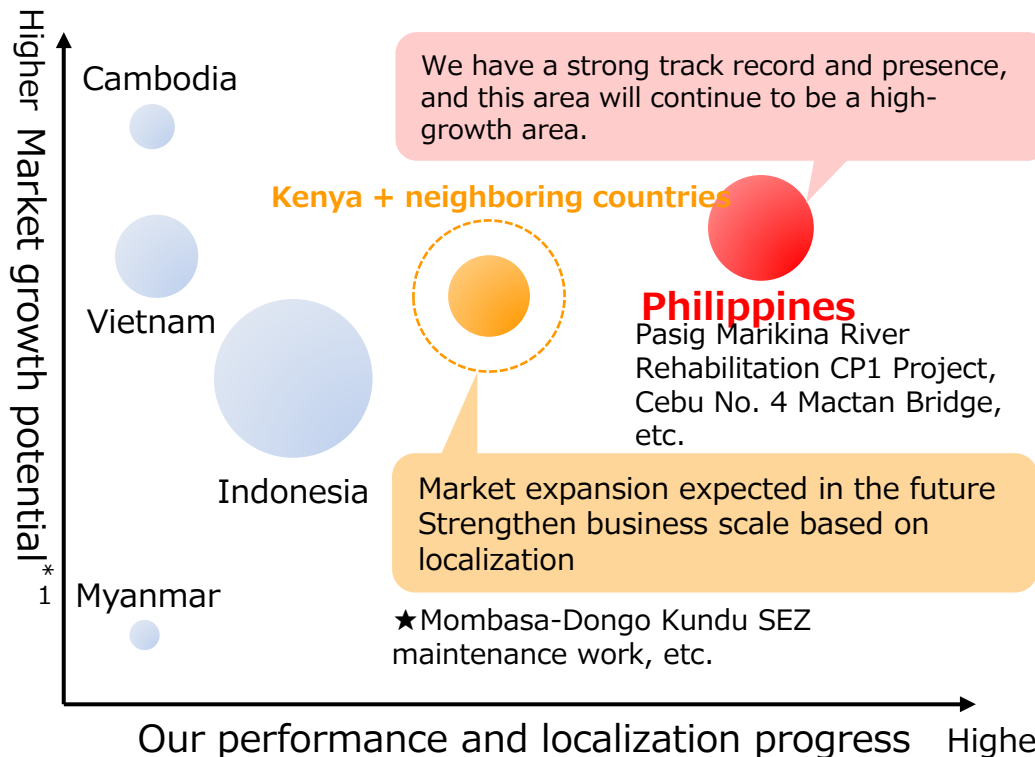 Higher Market growth potential*1
Cambodia
We have a strong track record and presence,
and this area will continue to be a high-
growth area.
Kenya + neighboring countries
Vietnam
Philippines
Pasig Marikina River
Rehabilitation CP1 Project,
Cebu No. 4 Mactan Bridge,
etc.
Indonesia
Market expansion expected in the future
Strengthen business scale based on
localization
Myanmar
★Mombasa-Dongo Kundu SEZ
maintenance work, etc.
Our performance and localization progress Highe